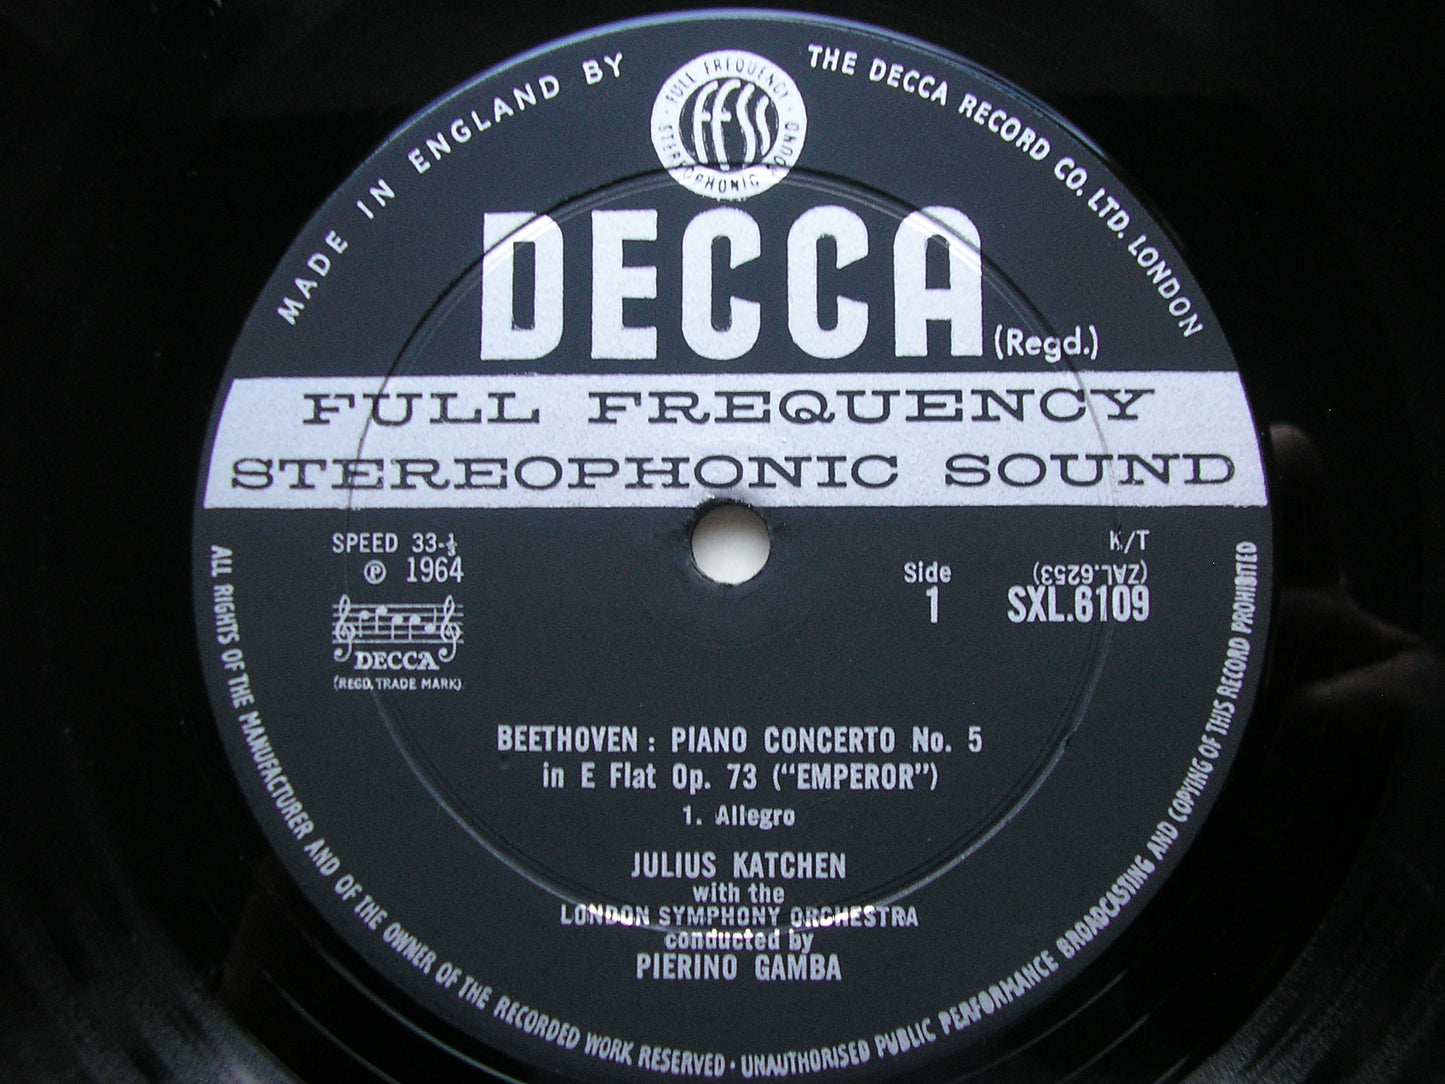 MADE IN ENGLAND BY
THE DECCA RECORD CO. LTD. LONDON
FULL FREQUENCY
STEREOPHONIC SOUND
FFSS
DECCA
(Regd.)
FULL FREQUENCY
STEREOPHONIC SOUND
SPEED 33-⅓
Ⓟ 1964
DECCA
(REGD. TRADE MARK)
K/T
Side (ZAL.6253)
1 SXL.6109
BEETHOVEN : PIANO CONCERTO No. 5
in E Flat Op. 73 (“EMPEROR”)
1. Allegro
JULIUS KATCHEN
with the
LONDON SYMPHONY ORCHESTRA
conducted by
PIERINO GAMBA
ALL RIGHTS OF THE MANUFACTURER AND OF THE OWNER OF THE RECORDED WORK RESERVED · UNAUTHORISED PUBLIC PERFORMANCE BROADCASTING AND COPYING OF THIS RECORD PROHIBITED